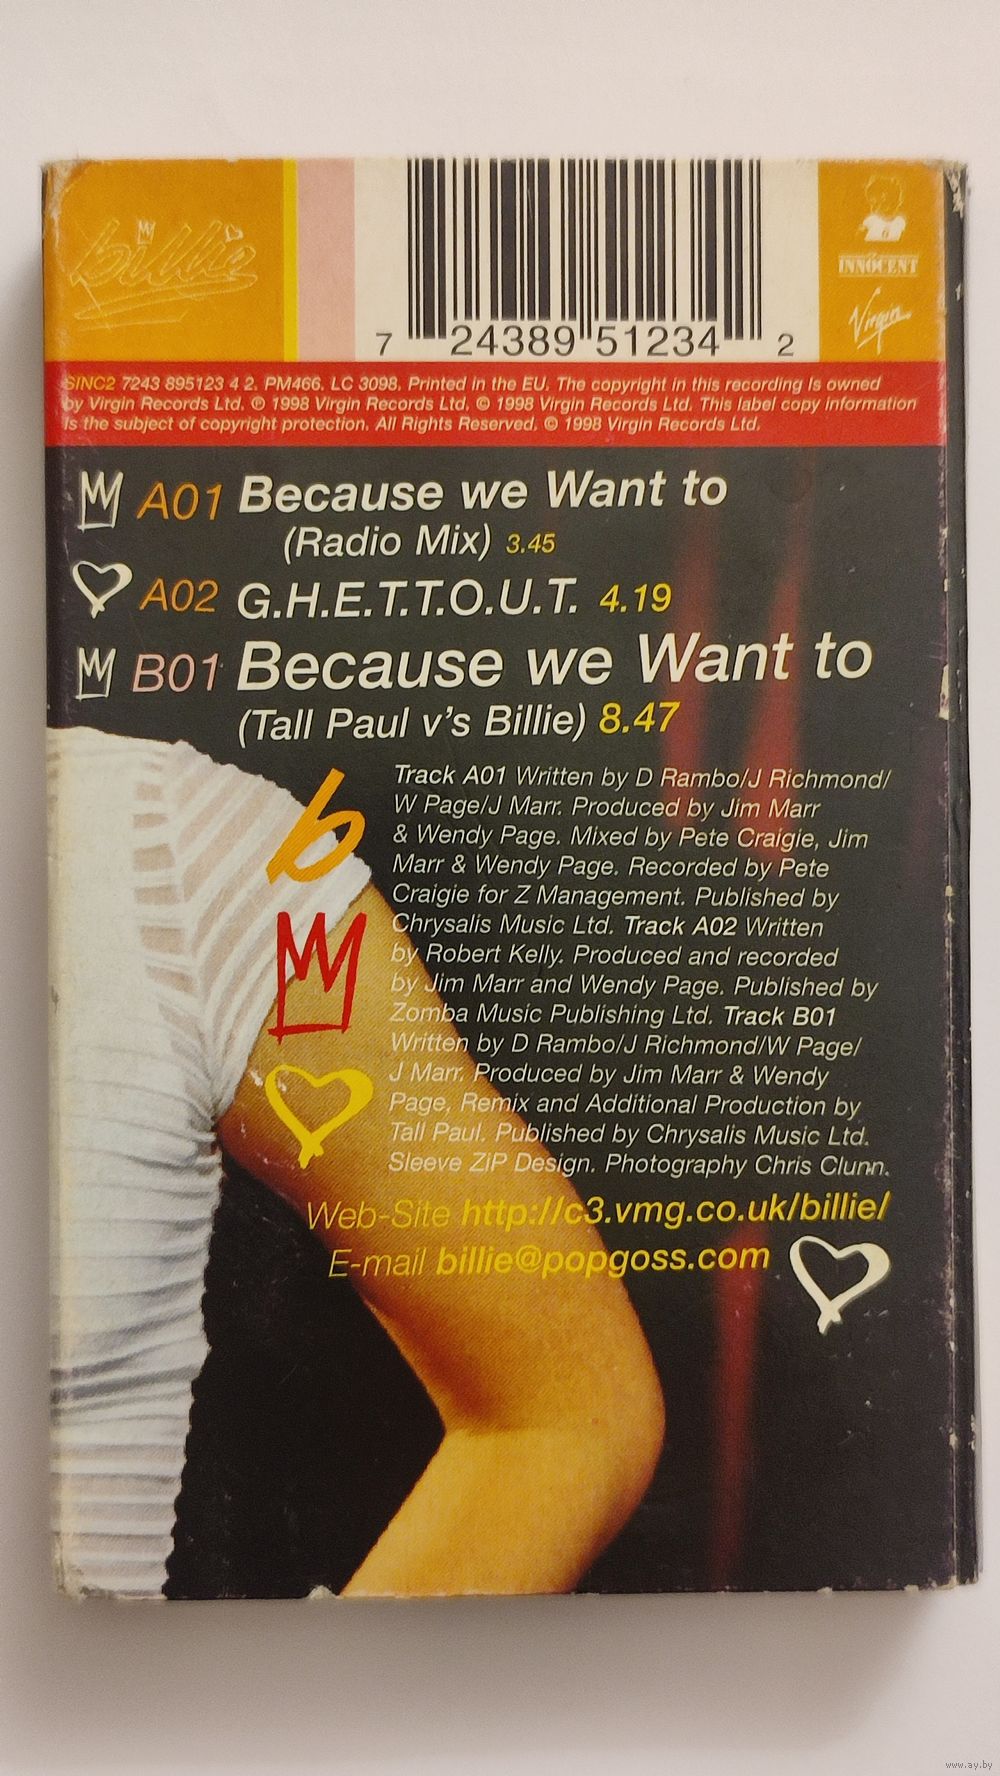 billie
INNOCENT
Virgin
7 24389 51234 2
SINC2 7243 895123 4 2. PM466. LC 3098. Printed in the EU. The copyright in this recording is owned
by Virgin Records Ltd. ℗ 1998 Virgin Records Ltd. © 1998 Virgin Records Ltd. This label copy information
is the subject of copyright protection. All Rights Reserved. © 1998 Virgin Records Ltd.
A01 Because we Want to
(Radio Mix) 3.45
A02 G.H.E.T.T.O.U.T. 4.19
B01 Because we Want to
(Tall Paul v's Billie) 8.47
b
Track A01 Written by D Rambo/J Richmond/
W Page/J Marr. Produced by Jim Marr
& Wendy Page. Mixed by Pete Craigie, Jim
Marr & Wendy Page. Recorded by Pete
Craigie for Z Management. Published by
Chrysalis Music Ltd. Track A02 Written
by Robert Kelly. Produced and recorded
by Jim Marr and Wendy Page. Published by
Zomba Music Publishing Ltd. Track B01
Written by D Rambo/J Richmond/W Page/
J Marr. Produced by Jim Marr & Wendy
Page, Remix and Additional Production by
Tall Paul. Published by Chrysalis Music Ltd.
Sleeve ZIP Design. Photography Chris Clunn.
Web-Site http://c3.vmg.co.uk/billie/
E-mail billie@popgoss.com
www.ay.by